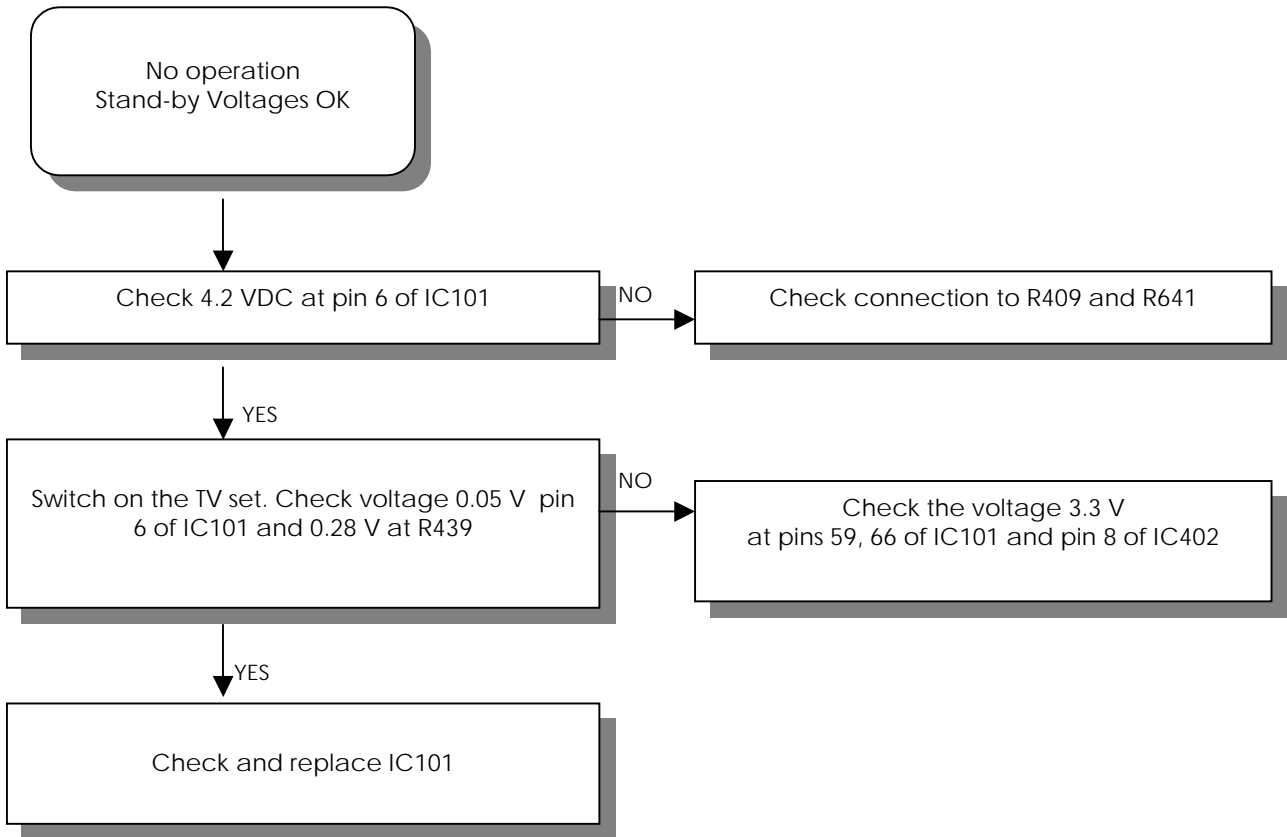 No operation
Stand-by Voltages OK
Check 4.2 VDC at pin 6 of IC101
NO
Check connection to R409 and R641
YES
Switch on the TV set. Check voltage 0.05 V  pin
6 of IC101 and 0.28 V at R439
NO
Check the voltage 3.3 V
at pins 59, 66 of IC101 and pin 8 of IC402
YES
Check and replace IC101